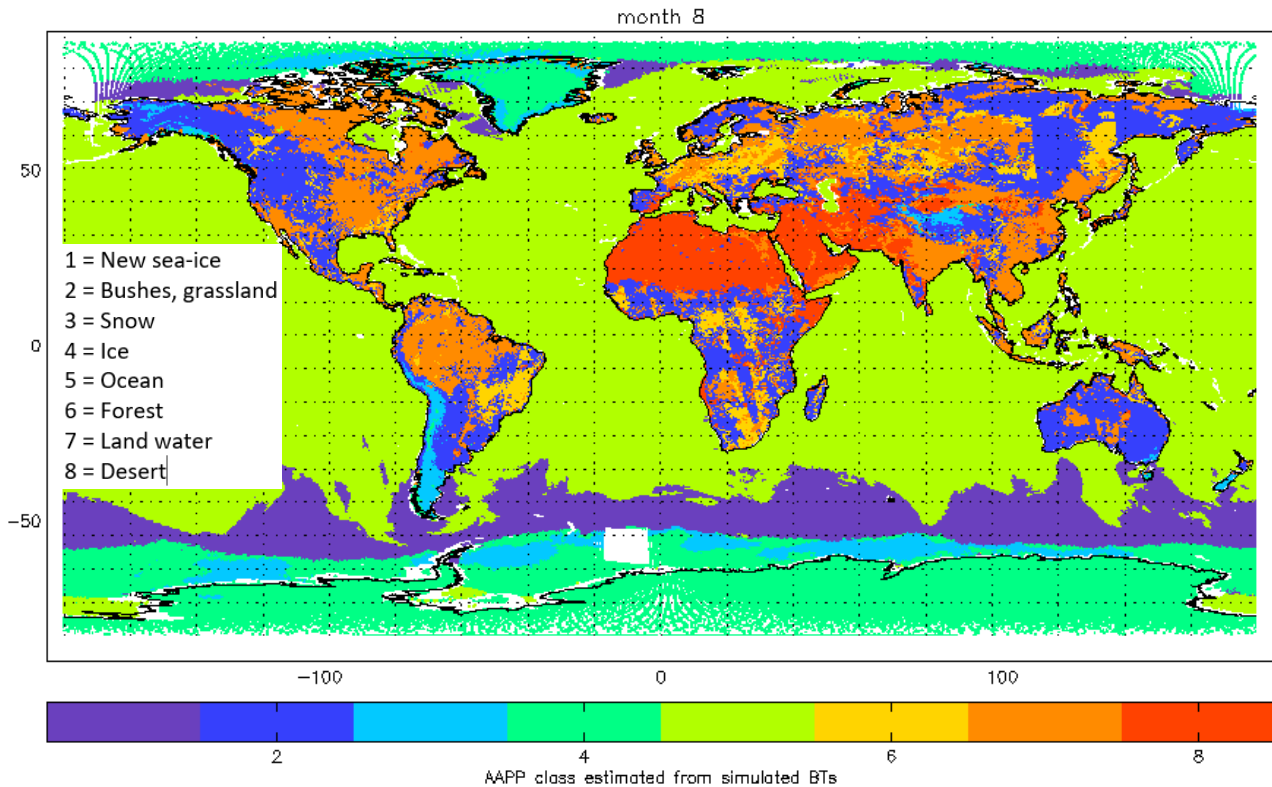 month 8
50
0
−50
1 = New sea-ice
2 = Bushes, grassland
3 = Snow
4 = Ice
5 = Ocean
6 = Forest
7 = Land water
8 = Desert
−100 0 100
2 4 6 8
AAPP class estimated from simulated BTs